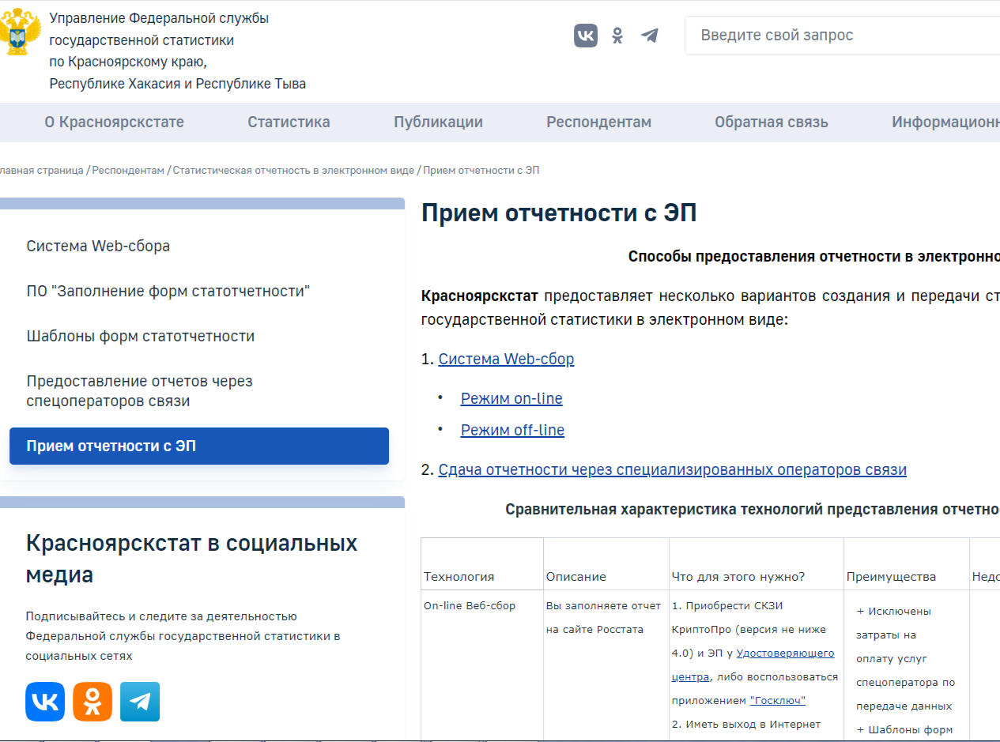 Управление Федеральной службы
государственной статистики
по Красноярскому краю,
Республике Хакасия и Республике Тыва
Введите свой запрос
О Красноярскстате Статистика Публикации Респондентам Обратная связь Информационн
лавная страница / Респондентам / Статистическая отчетность в электронном виде / Прием отчетности с ЭП
Система Web-сбора
ПО "Заполнение форм статотчетности"
Шаблоны форм статотчетности
Предоставление отчетов через
спецоператоров связи
Прием отчетности с ЭП
Красноярскстат в социальных
медиа
Подписывайтесь и следите за деятельностью
Федеральной службы государственной статистики в
социальных сетях
Прием отчетности с ЭП
Способы предоставления отчетности в электронно
Красноярскстат предоставляет несколько вариантов создания и передачи ст
государственной статистики в электронном виде:
1. Система Web-сбор
• Режим on-line
• Режим off-line
2. Сдача отчетности через специализированных операторов связи
Сравнительная характеристика технологий представления отчетно
Технология Описание Что для этого нужно? Преимущества Недо
On-line Веб-сбор
Вы заполняете отчет
на сайте Росстата
1. Приобрести СКЗИ
КриптоПро (версия не ниже
4.0) и ЭП у Удостоверяющего
центра, либо воспользоваться
приложением "Госключ"
2. Иметь выход в Интернет
+ Исключены
затраты на
оплату услуг
спецоператора по
передаче данных
+ Шаблоны форм